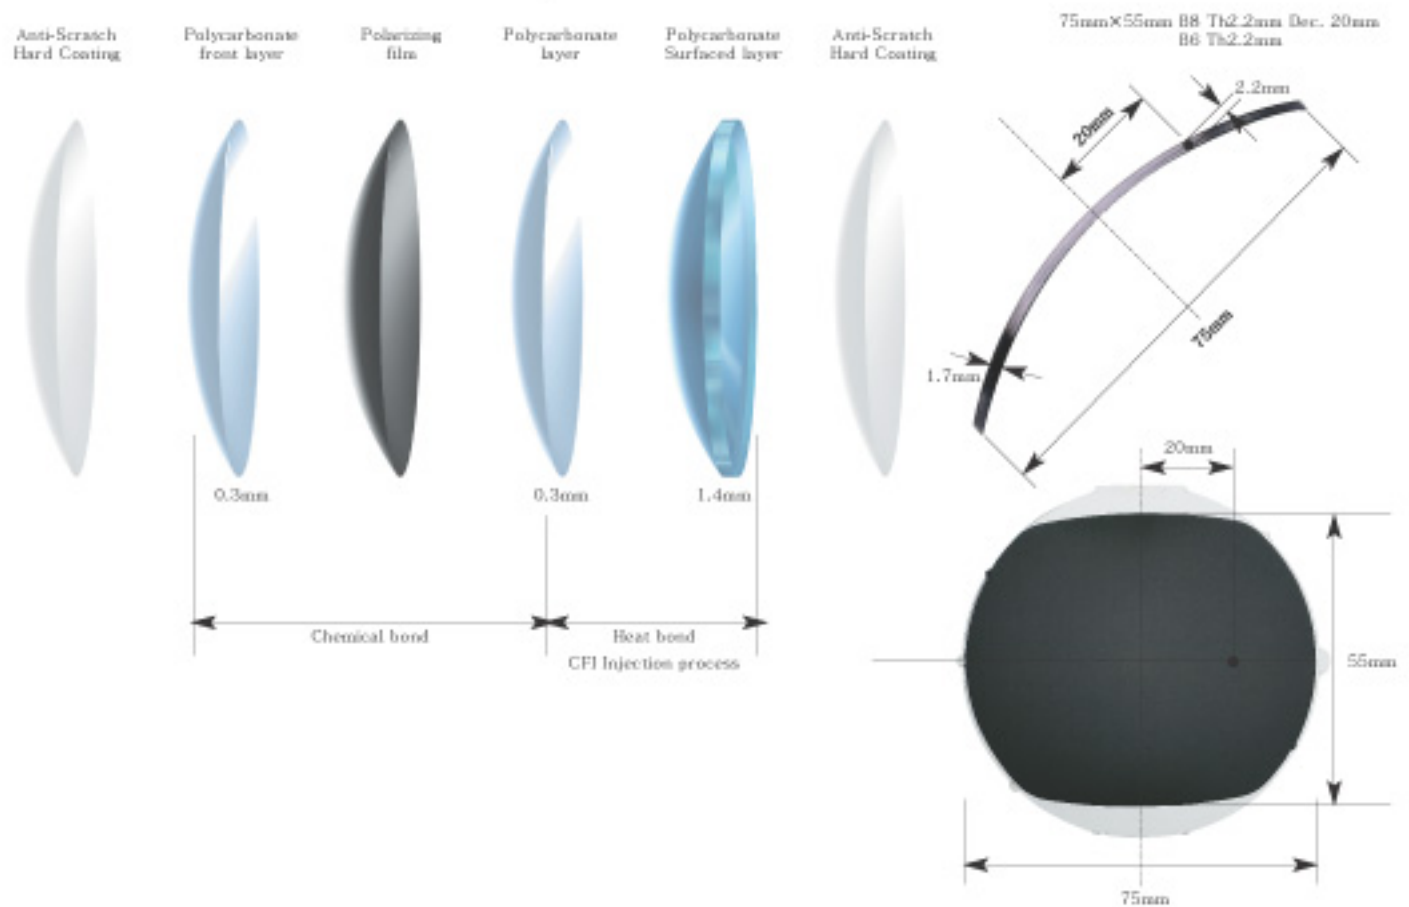 Anti-Scratch
Hard Coating
Polycarbonate
front layer
Polarizing
film
Polycarbonate
layer
Polycarbonate
Surfaced layer
Anti-Scratch
Hard Coating
75mm×55mm B8 Th2.2mm Dec. 20mm
B6 Th2.2mm
2.2mm
20mm
75mm
1.7mm
0.3mm
0.3mm
1.4mm
Chemical bond
Heat bond
CFI Injection process
20mm
55mm
75mm